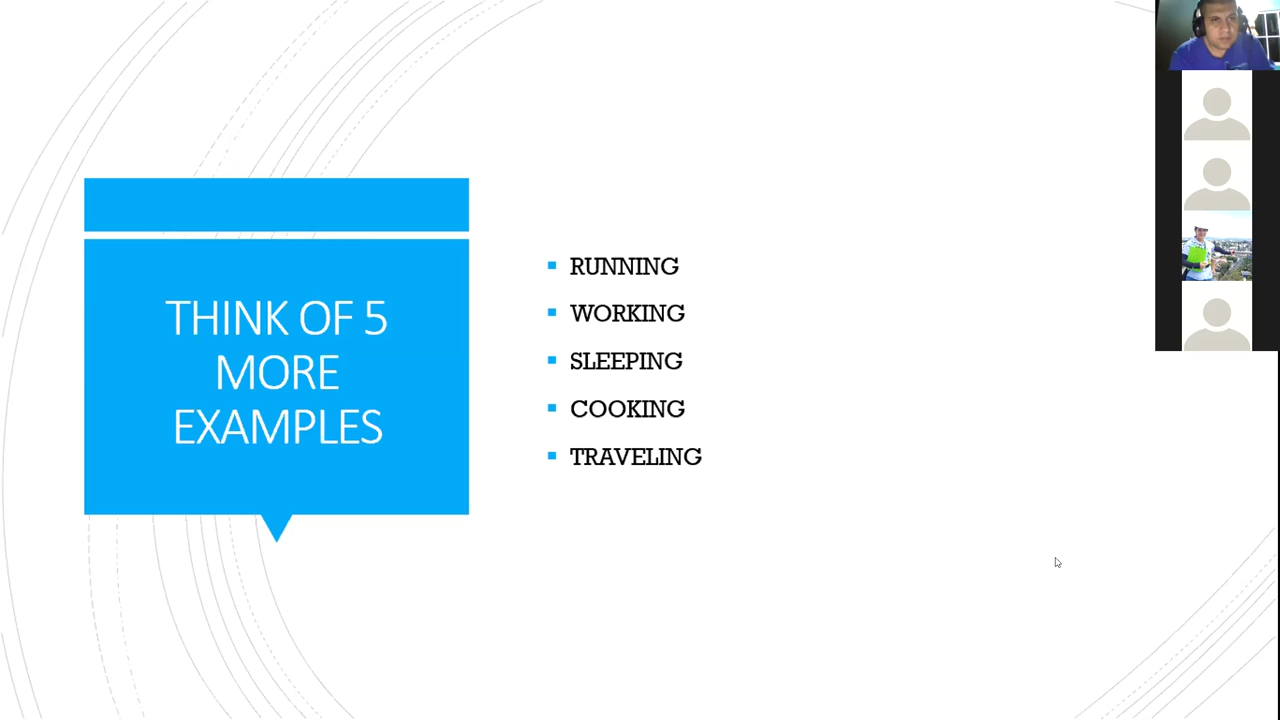 THINK OF 5
MORE
EXAMPLES
RUNNING
WORKING
SLEEPING
COOKING
TRAVELING